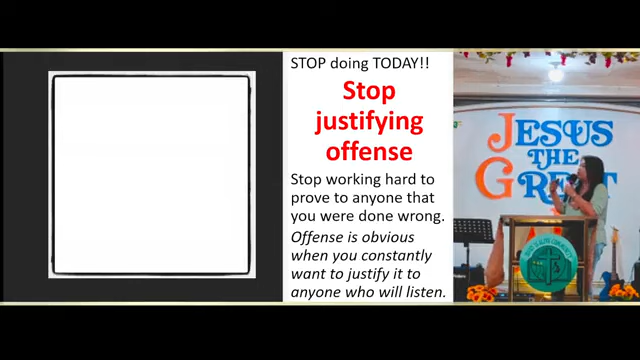 STOP doing TODAY!!
Stop
justifying
offense
Stop working hard to
prove to anyone that
you were done wrong.
Offense is obvious
when you constantly
want to justify it to
anyone who will listen.
JESUS
THE
GREAT